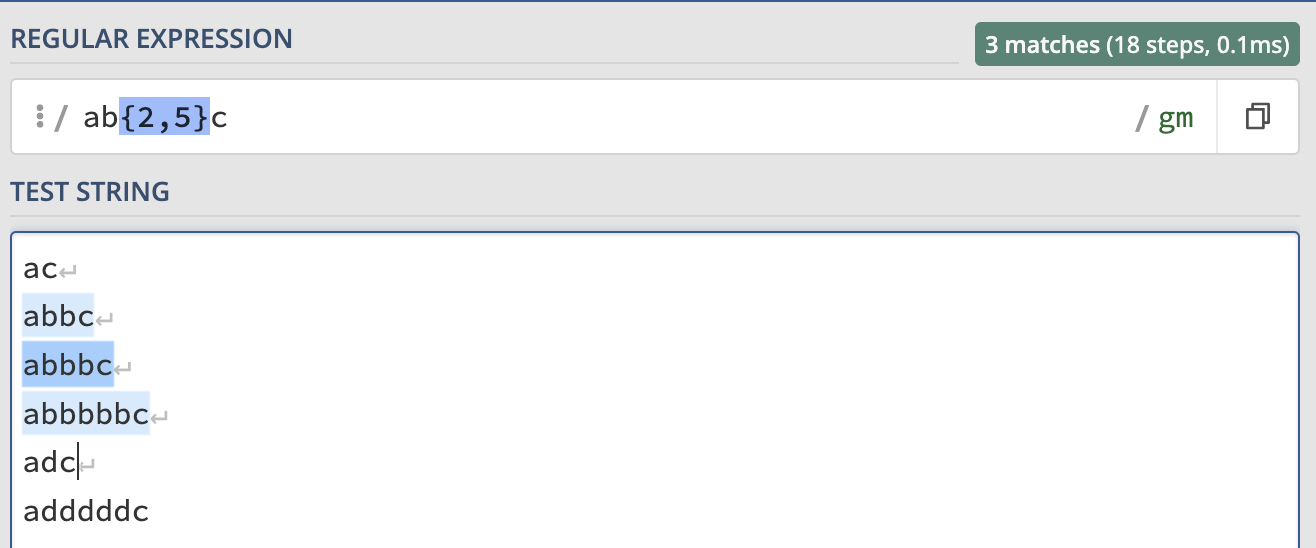 REGULAR EXPRESSION
3 matches (18 steps, 0.1ms)
/ ab{2,5}c / gm
TEST STRING
ac↵
abbc↵
abbbc↵
abbbbbc↵
adc↵
adddddc